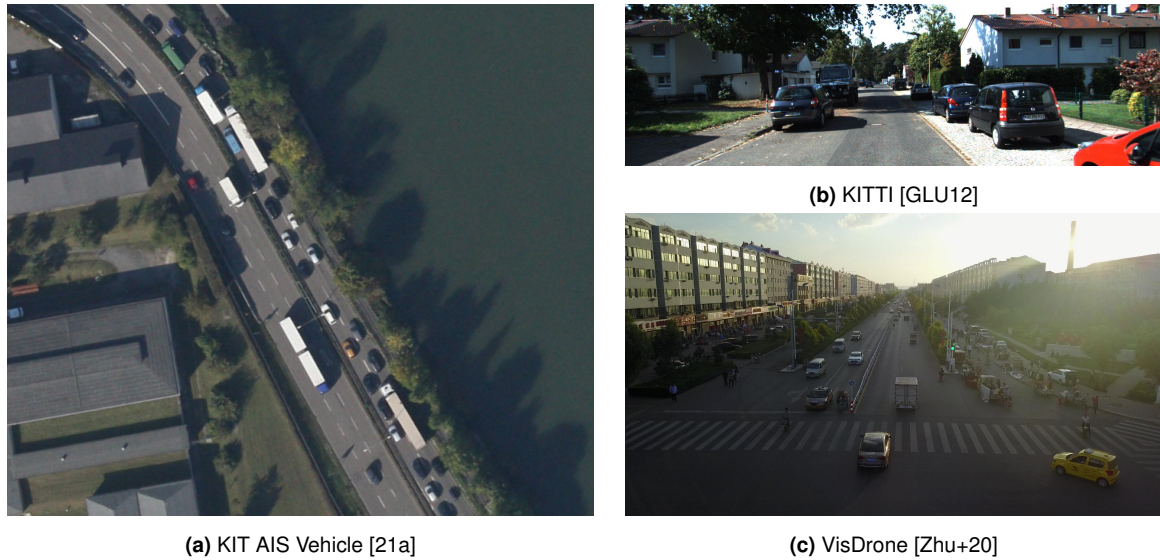 (a) KIT AIS Vehicle [21a]
(b) KITTI [GLU12]
(c) VisDrone [Zhu+20]